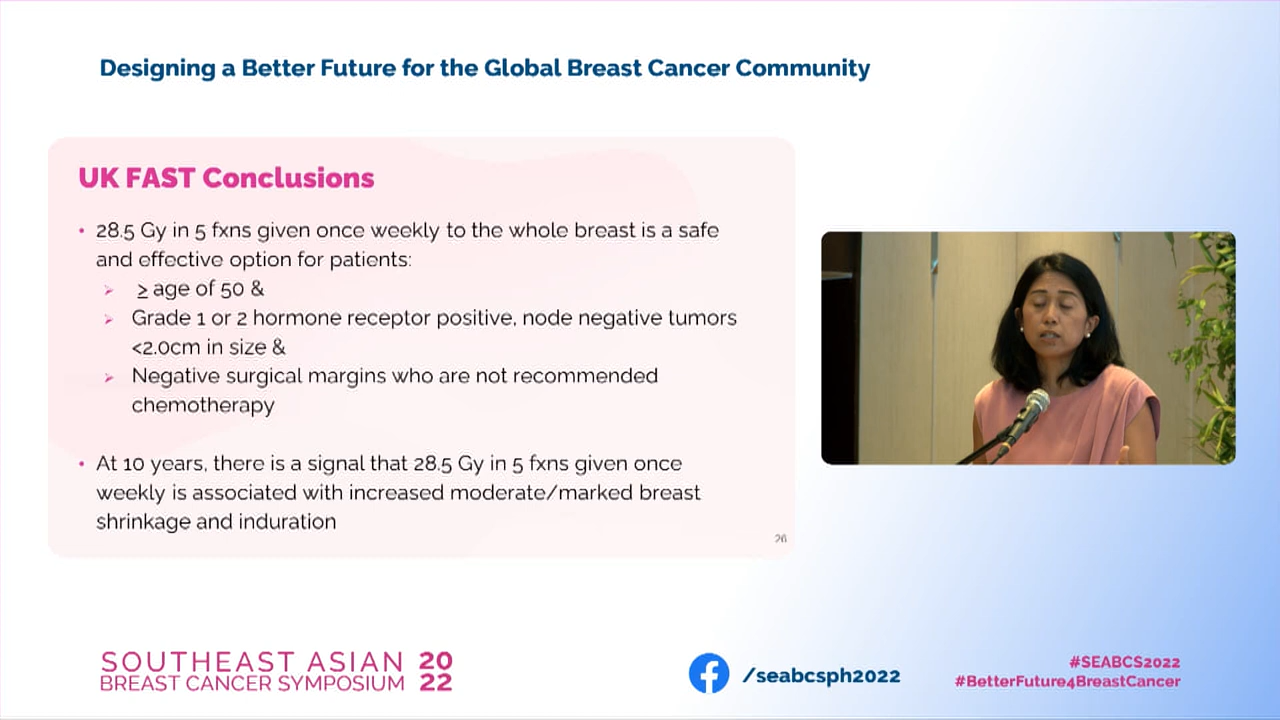 Designing a Better Future for the Global Breast Cancer Community
UK FAST Conclusions
• 28.5 Gy in 5 fxns given once weekly to the whole breast is a safe
and effective option for patients:
➢ ≥ age of 50 &
➢ Grade 1 or 2 hormone receptor positive, node negative tumors
<2.0cm in size &
➢ Negative surgical margins who are not recommended
chemotherapy
• At 10 years, there is a signal that 28.5 Gy in 5 fxns given once
weekly is associated with increased moderate/marked breast
shrinkage and induration
26
SOUTHEAST ASIAN 20
BREAST CANCER SYMPOSIUM 22
/seabcsph2022
#SEABCS2022
#BetterFuture4BreastCancer